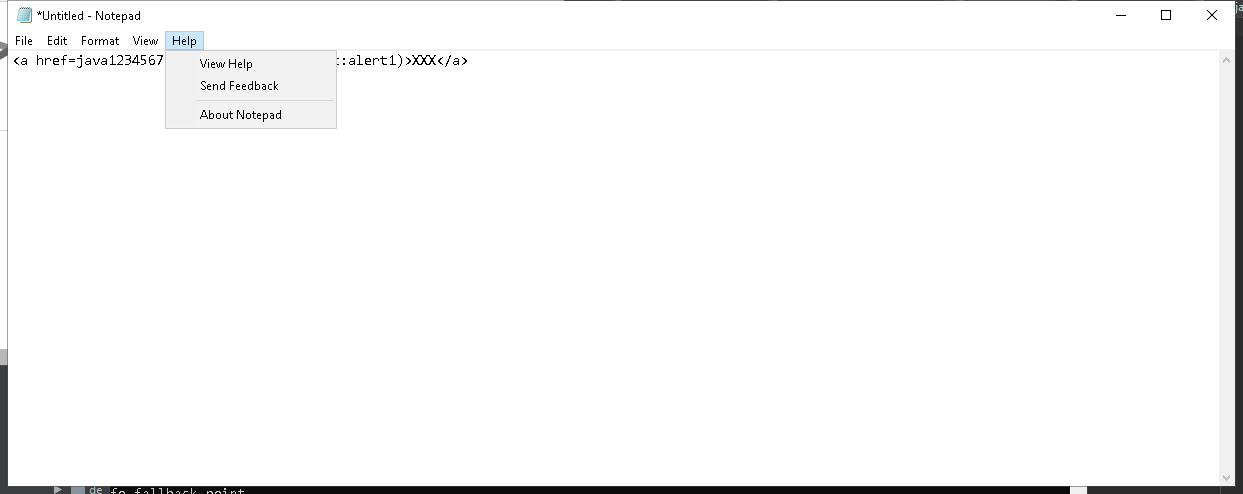 *Untitled - Notepad
File Edit Format View Help
<a href=java1234567 :alert1)>XXX</a>
View Help
Send Feedback
About Notepad
de fo fallback point